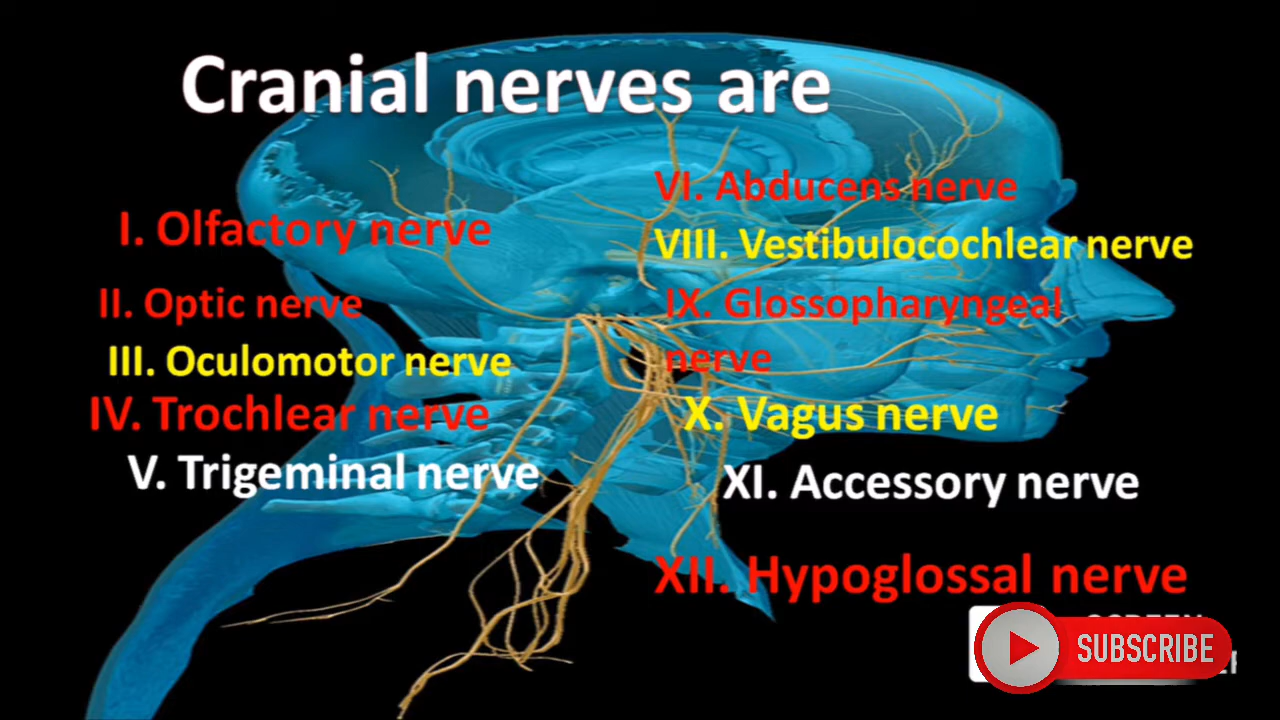 Cranial nerves are
I. Olfactory nerve
II. Optic nerve
III. Oculomotor nerve
IV. Trochlear nerve
V. Trigeminal nerve
VI. Abducens nerve
VIII. Vestibulocochlear nerve
IX. Glossopharyngeal
nerve
X. Vagus nerve
XI. Accessory nerve
XII. Hypoglossal nerve
SUBSCRIBE